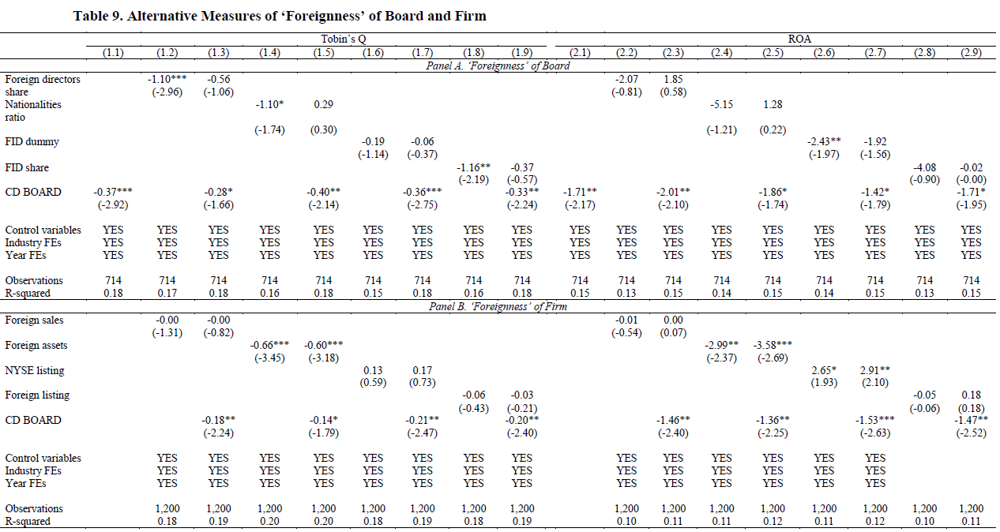 Table 9. Alternative Measures of ‘Foreignness’ of Board and Firm
Tobin’s Q ROA
(1.1) (1.2) (1.3) (1.4) (1.5) (1.6) (1.7) (1.8) (1.9) (2.1) (2.2) (2.3) (2.4) (2.5) (2.6) (2.7) (2.8) (2.9)
Panel A. ‘Foreignness’ of Board
Foreign directors -1.10*** -0.56 -2.07 1.85
share (-2.96) (-1.06) (-0.81) (0.58)
Nationalities -1.10* 0.29 -5.15 1.28
ratio
(-1.74) (0.30) (-1.21) (0.22)
FID dummy -0.19 -0.06 -2.43** -1.92
(-1.14) (-0.37) (-1.97) (-1.56)
FID share -1.16** -0.37 -4.08 -0.02
(-2.19) (-0.57) (-0.90) (-0.00)
CD BOARD -0.37*** -0.28* -0.40** -0.36*** -0.33** -1.71** -2.01** -1.86* -1.42* -1.71*
(-2.92) (-1.66) (-2.14) (-2.75) (-2.24) (-2.17) (-2.10) (-1.74) (-1.79) (-1.95)
Control variables YES YES YES YES YES YES YES YES YES YES YES YES YES YES YES YES YES YES
Industry FEs YES YES YES YES YES YES YES YES YES YES YES YES YES YES YES YES YES YES
Year FEs YES YES YES YES YES YES YES YES YES YES YES YES YES YES YES YES YES YES
Observations 714 714 714 714 714 714 714 714 714 714 714 714 714 714 714 714 714 714
R-squared 0.18 0.17 0.18 0.16 0.18 0.15 0.18 0.16 0.18 0.15 0.13 0.15 0.14 0.15 0.14 0.15 0.13 0.15
Panel B. ‘Foreignness’ of Firm
Foreign sales -0.00 -0.00 -0.01 0.00
(-1.31) (-0.82) (-0.54) (0.07)
Foreign assets -0.66*** -0.60*** -2.99** -3.58***
(-3.45) (-3.18) (-2.37) (-2.69)
NYSE listing 0.13 0.17 2.65* 2.91**
(0.59) (0.73) (1.93) (2.10)
Foreign listing -0.06 -0.03 -0.05 0.18
(-0.43) (-0.21) (-0.06) (0.18)
CD BOARD -0.18** -0.14* -0.21** -0.20** -1.46** -1.36** -1.53*** -1.47**
(-2.24) (-1.79) (-2.47) (-2.40) (-2.40) (-2.25) (-2.63) (-2.52)
Control variables YES YES YES YES YES YES YES YES YES YES YES YES YES YES
Industry FEs YES YES YES YES YES YES YES YES YES YES YES YES YES YES
Year FEs YES YES YES YES YES YES YES YES YES YES YES YES YES YES
Observations 1,200 1,200 1,200 1,200 1,200 1,200 1,200 1,200 1,200 1,200 1,200 1,200 1,200 1,200 1,200 1,200
R-squared 0.18 0.19 0.20 0.20 0.18 0.19 0.18 0.19 0.10 0.11 0.11 0.12 0.11 0.12 0.10 0.11